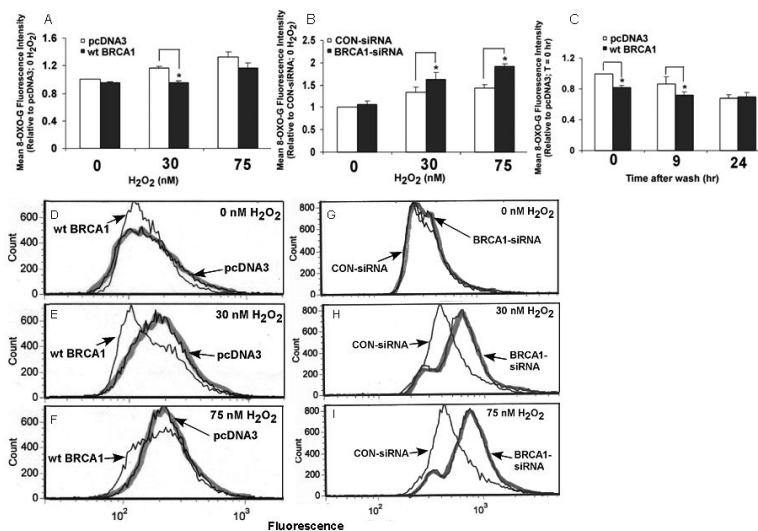 A
B
C
Mean 8-OXO-G Fluorescence Intensity
(Relative to pcDNA3; 0 H2O2)
1.6
1.2
0.8
0.4
0
pcDNA3
wt BRCA1
*
0 30 75
H2O2 (nM)
Mean 8-OXO-G Fluorescence Intensity
(Relative to CON-siRNA; 0 H2O2)
2.5
2
1.5
1
0.5
0
CON-siRNA
BRCA1-siRNA
* *
0 30 75
H2O2 (nM)
Mean 8-OXO-G Fluorescence Intensity
(Relative to pcDNA3; T = 0 hr)
1.2
1
0.8
0.6
0.4
0.2
0
pcDNA3
wt BRCA1
* *
0 9 24
Time after wash (hr)
D
0 nM H2O2
wt BRCA1
pcDNA3
Count
600
400
200
0
G
0 nM H2O2
BRCA1-siRNA
CON-siRNA
Count
800
600
400
200
0
E
30 nM H2O2
wt BRCA1
pcDNA3
Count
600
400
200
0
H
30 nM H2O2
CON-siRNA
BRCA1-
siRNA
Count
800
600
400
200
0
F
75 nM H2O2
pcDNA3
wt BRCA1
Count
600
400
200
0
10^2 10^3
I
75 nM H2O2
CON-siRNA
BRCA1-
siRNA
Count
800
600
400
200
0
10^2 10^3
Fluorescence